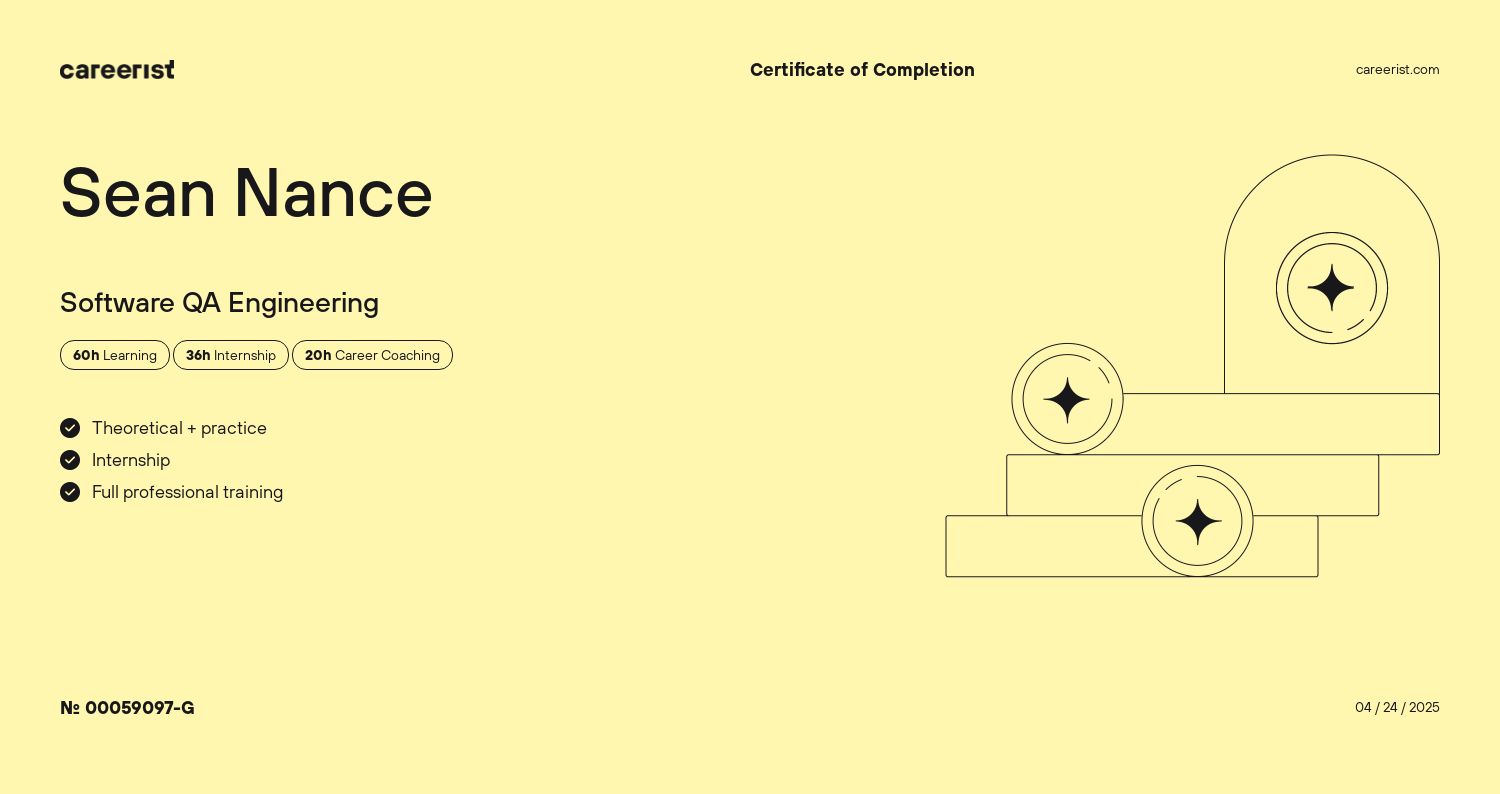 careerist
Certificate of Completion
careerist.com
Sean Nance
Software QA Engineering
60h Learning
36h Internship
20h Career Coaching
Theoretical + practice
Internship
Full professional training
№ 00059097-G
04 / 24 / 2025